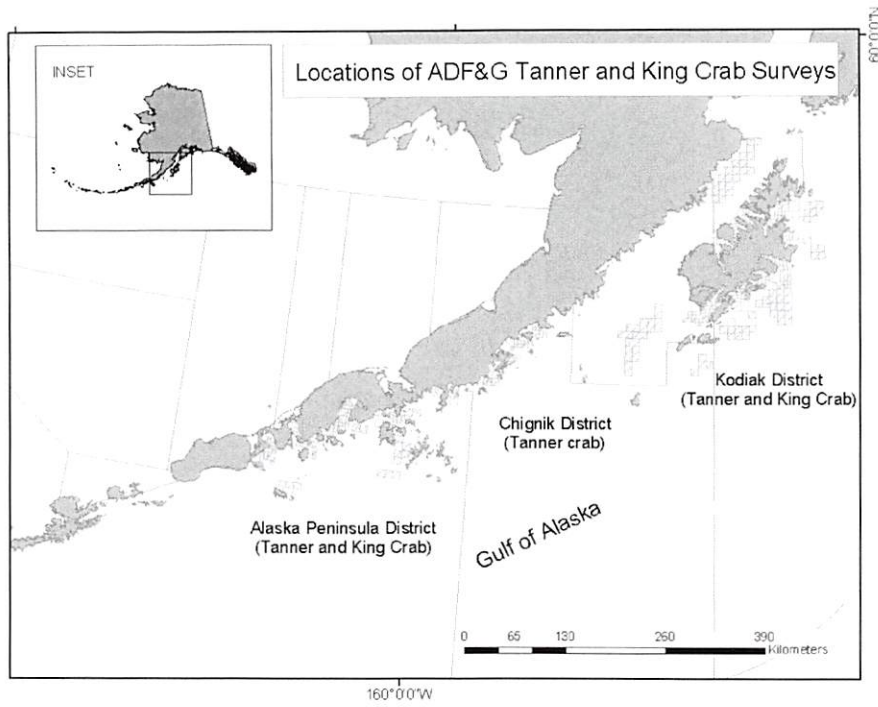 60°0'0"N
INSET
Locations of ADF&G Tanner and King Crab Surveys
Kodiak District
(Tanner and King Crab)
Chignik District
(Tanner crab)
Alaska Peninsula District
(Tanner and King Crab)
Gulf of Alaska
0 65 130 260 390
Kilometers
160°0'0"W